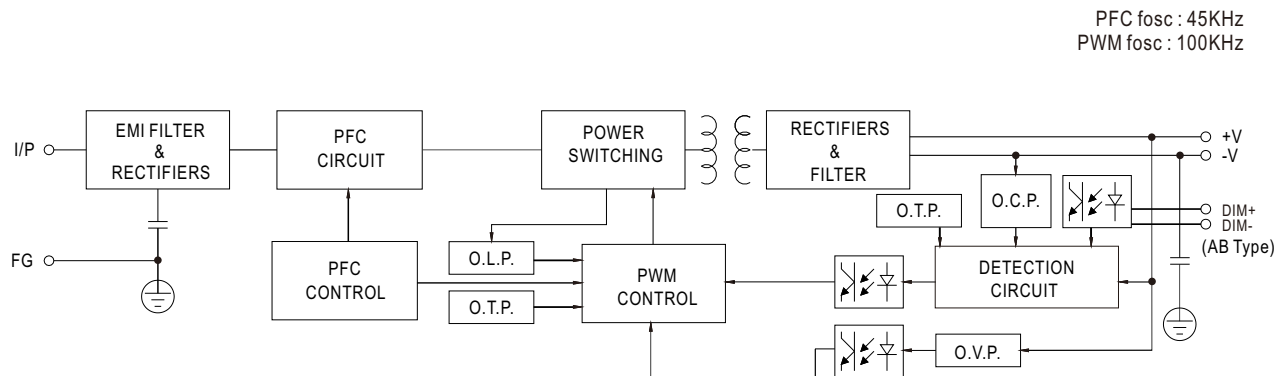 PFC fosc : 45KHz
PWM fosc : 100KHz
I/P
EMI FILTER
&
RECTIFIERS
PFC
CIRCUIT
POWER
SWITCHING
RECTIFIERS
&
FILTER
+V
-V
O.T.P.
O.C.P.
DIM+
DIM-
(AB Type)
FG
PFC
CONTROL
O.L.P.
O.T.P.
PWM
CONTROL
DETECTION
CIRCUIT
O.V.P.